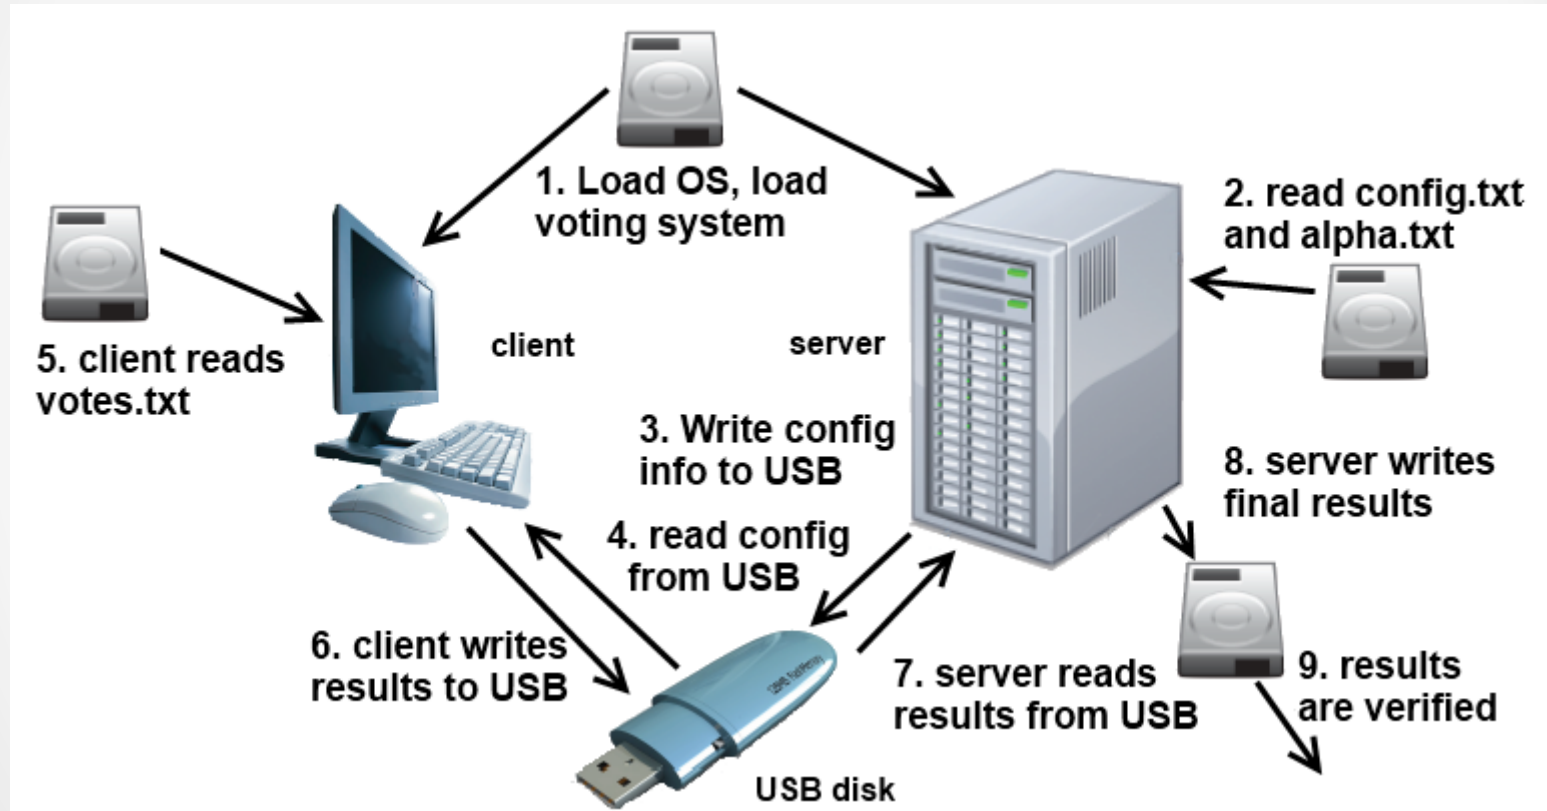 1. Load OS, load
voting system
2. read config.txt
and alpha.txt
client
server
5. client reads
votes.txt
3. Write config
info to USB
8. server writes
final results
4. read config
from USB
6. client writes
results to USB
7. server reads
results from USB
9. results
are verified
USB disk